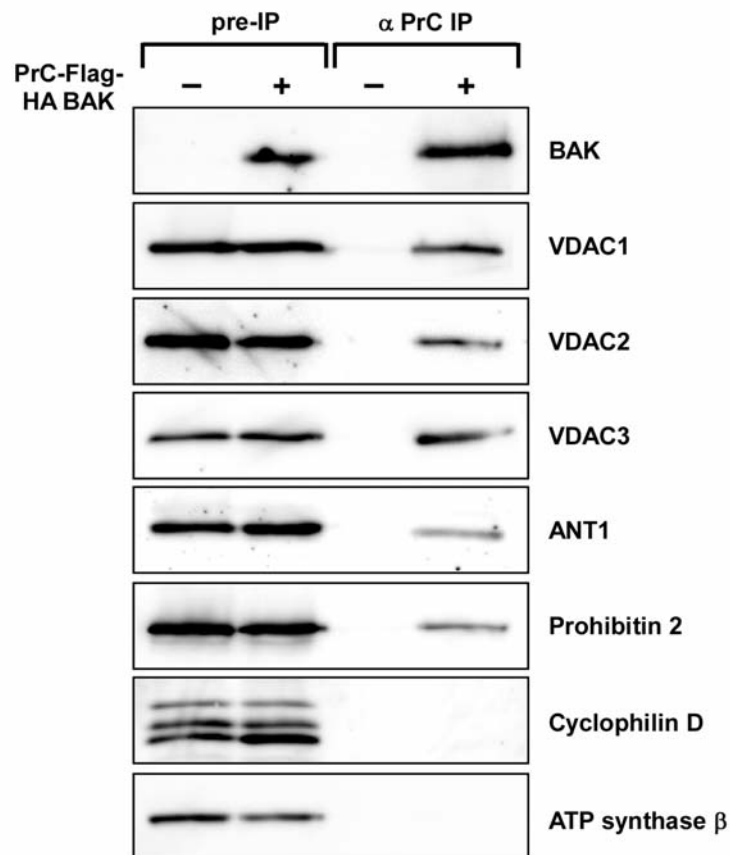 pre-IP α PrC IP
PrC-Flag-
HA BAK
− + − +
BAK
VDAC1
VDAC2
VDAC3
ANT1
Prohibitin 2
Cyclophilin D
ATP synthase β